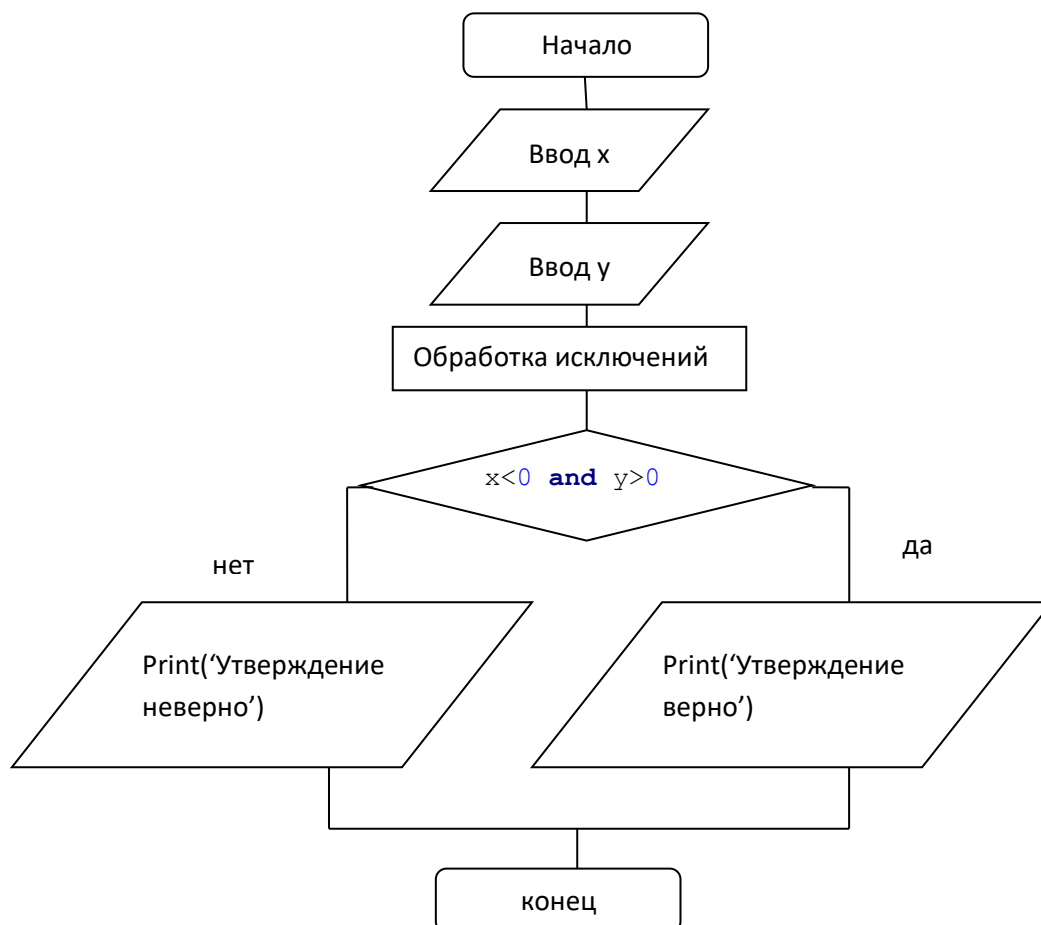 Начало
Ввод x
Ввод y
Обработка исключений
x<0 and y>0
нет
да
Print(‘Утверждение
неверно’)
Print(‘Утверждение
верно’)
конец